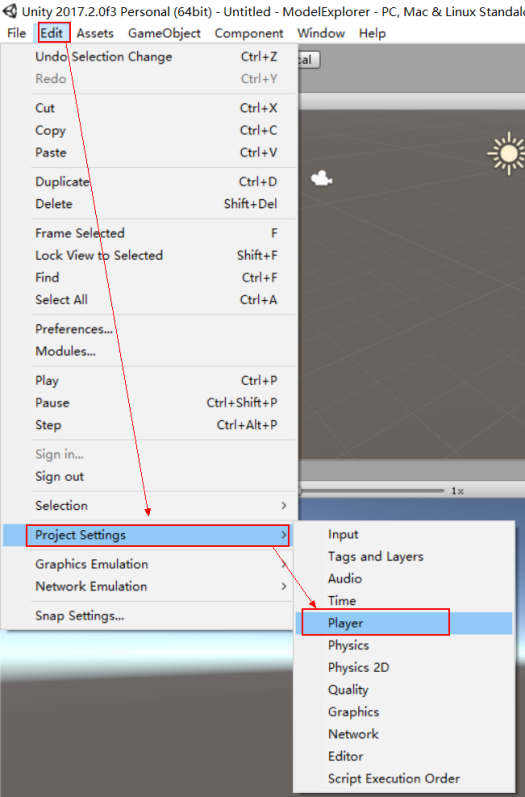 Unity 2017.2.0f3 Personal (64bit) - Untitled - ModelExplorer - PC, Mac & Linux Standal
File Edit Assets GameObject Component Window Help
Undo Selection Change Ctrl+Z
Redo Ctrl+Y
Cut Ctrl+X
Copy Ctrl+C
Paste Ctrl+V
Duplicate Ctrl+D
Delete Shift+Del
Frame Selected F
Lock View to Selected Shift+F
Find Ctrl+F
Select All Ctrl+A
Preferences...
Modules...
Play Ctrl+P
Pause Ctrl+Shift+P
Step Ctrl+Alt+P
Sign in...
Sign out
Selection
1x
Project Settings
Graphics Emulation
Network Emulation
Snap Settings...
Input
Tags and Layers
Audio
Time
Player
Physics
Physics 2D
Quality
Graphics
Network
Editor
Script Execution Order